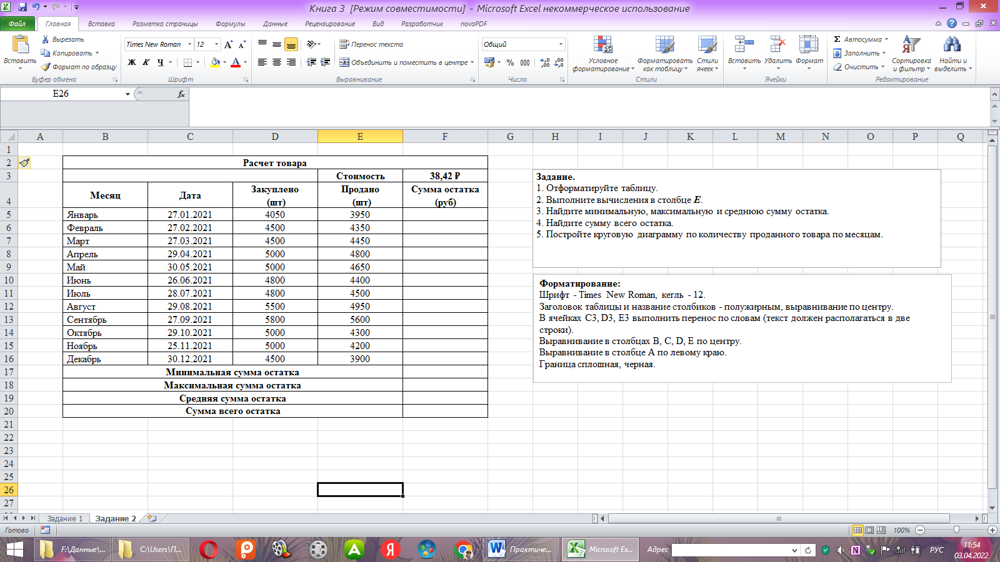 Книга 3 [Режим совместимости] - Microsoft Excel некоммерческое использование
Файл Главная Вставка Разметка страницы Формулы Данные Рецензирование Вид Разработчик novaPDF
Вставить
Вырезать
Копировать
Формат по образцу
Буфер обмена
Times New Roman 12
Ж К Ч
Шрифт
Перенос текста
Объединить и поместить в центре
Выравнивание
Общий
% 000
Число
Условное форматирование
Форматировать как таблицу
Стили ячеек
Стили
Вставить Удалить Формат
Ячейки
Σ Автосумма
Заполнить
Очистить
Сортировка и фильтр
Найти и выделить
Редактирование
E26 fx
A B C D E F G H I J K L M N O P Q
1
2 Расчет товара
3 Стоимость 38,42 ₽
4 Месяц Дата Закуплено (шт) Продано (шт) Сумма остатка (руб)
5 Январь 27.01.2021 4050 3950
6 Февраль 27.02.2021 4500 4350
7 Март 27.03.2021 4500 4450
8 Апрель 29.04.2021 5000 4800
9 Май 30.05.2021 5000 4650
10 Июнь 26.06.2021 4800 4400
11 Июль 28.07.2021 4800 4500
12 Август 29.08.2021 5500 4950
13 Сентябрь 27.09.2021 5800 5600
14 Октябрь 29.10.2021 5000 4300
15 Ноябрь 25.11.2021 5000 4200
16 Декабрь 30.12.2021 4500 3900
17 Минимальная сумма остатка
18 Максимальная сумма остатка
19 Средняя сумма остатка
20 Сумма всего остатка
21
22
23
24
25
26
27
Задание.
1. Отформатируйте таблицу.
2. Выполните вычисления в столбце E.
3. Найдите минимальную, максимальную и среднюю сумму остатка.
4. Найдите сумму всего остатка.
5. Постройте круговую диаграмму по количеству проданного товара по месяцам.
Форматирование:
Шрифт - Times New Roman, кегль - 12.
Заголовок таблицы и название столбиков - полужирным, выравнивание по центру.
В ячейках C3, D3, E3 выполнить перенос по словам (текст должен располагаться в две
строки).
Выравнивание в столбцах B, C, D, E по центру.
Выравнивание в столбце A по левому краю.
Граница сплошная, черная.
Задание 1 Задание 2
Готово 100%
F:\Данные\... C:\Users\П... Практиче... Microsoft Ex... Адрес РУС 11:54
03.04.2022